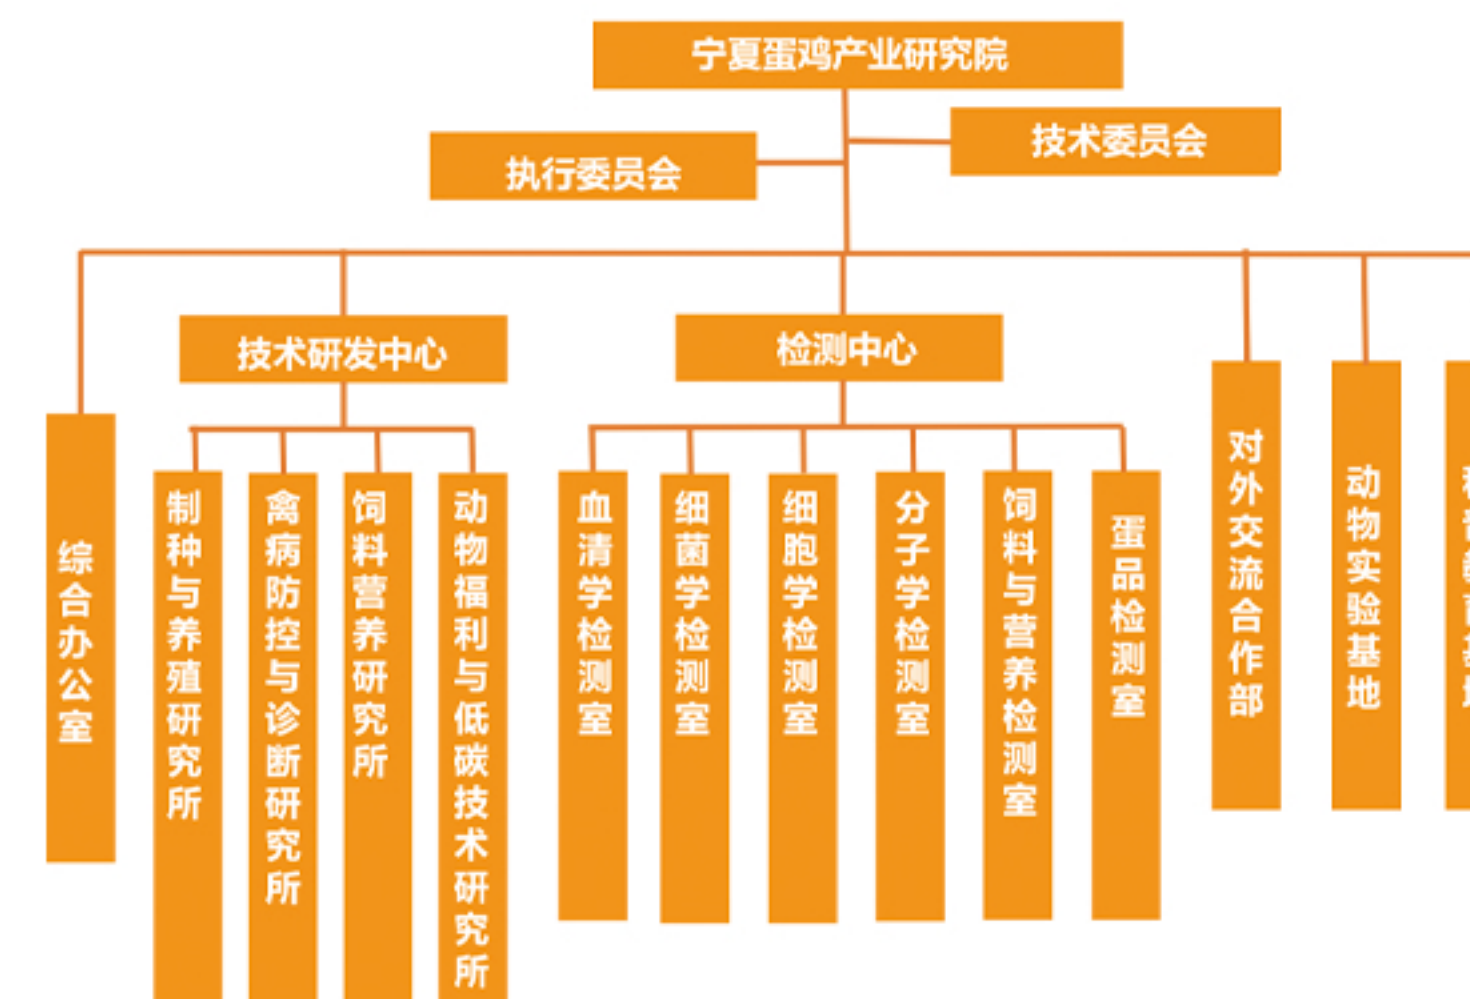 宁夏蛋鸡产业研究院
技术委员会
执行委员会
技术研发中心
检测中心
综合办公室
制种与养殖研究所
禽病防控与诊断研究所
饲料营养研究所
动物福利与低碳技术研究所
血清学检测室
细菌学检测室
细胞学检测室
分子学检测室
饲料与营养检测室
蛋品检测室
对外交流合作部
动物实验基地